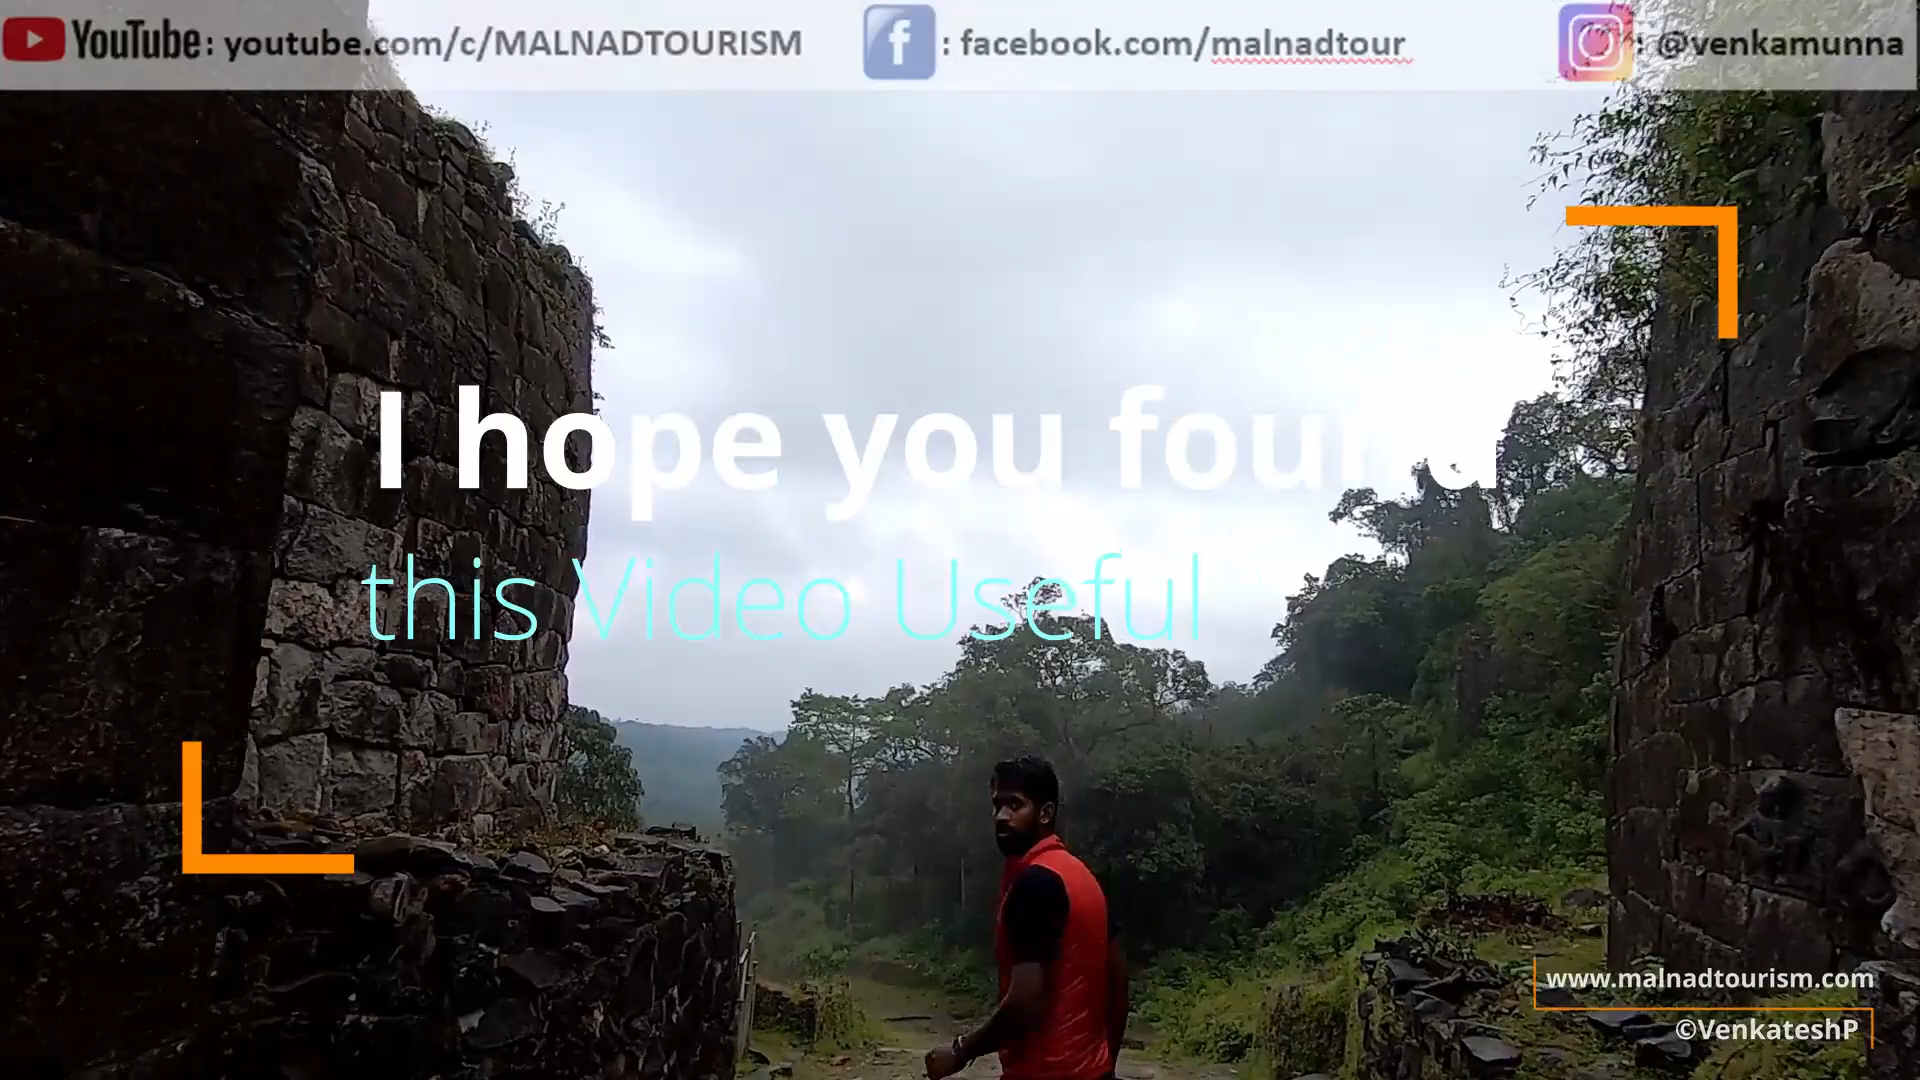 YouTube: youtube.com/c/MALNADTOURISM : facebook.com/malnadtour : @venkamunna
I hope you found
this Video Useful
www.malnadtourism.com
©VenkateshP